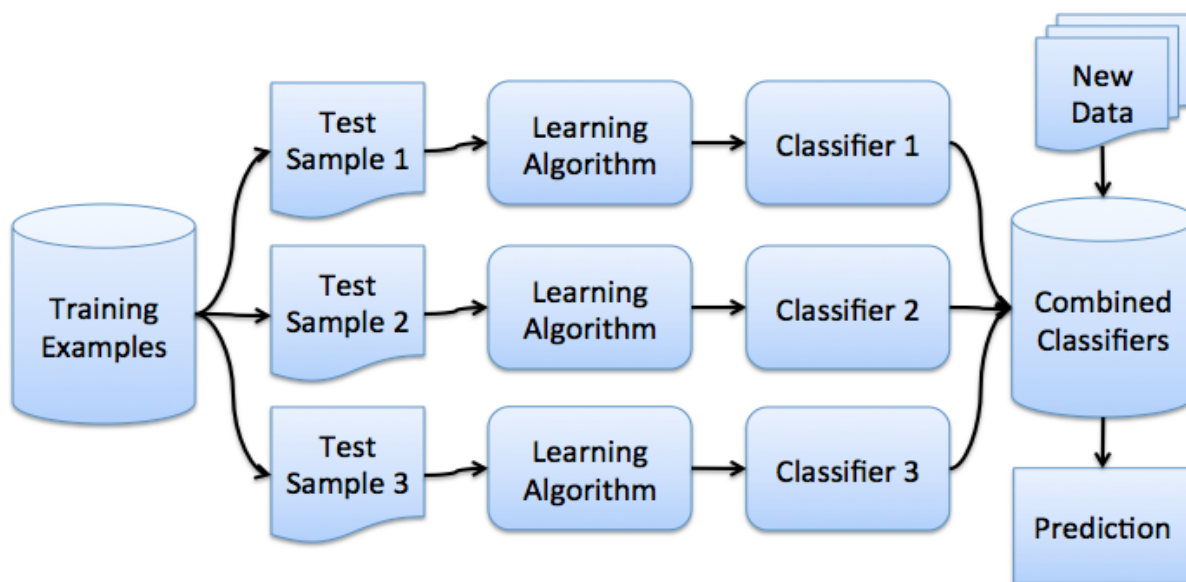 Training
Examples
Test
Sample 1
Learning
Algorithm
Classifier 1
Test
Sample 2
Learning
Algorithm
Classifier 2
Test
Sample 3
Learning
Algorithm
Classifier 3
New
Data
Combined
Classifiers
Prediction